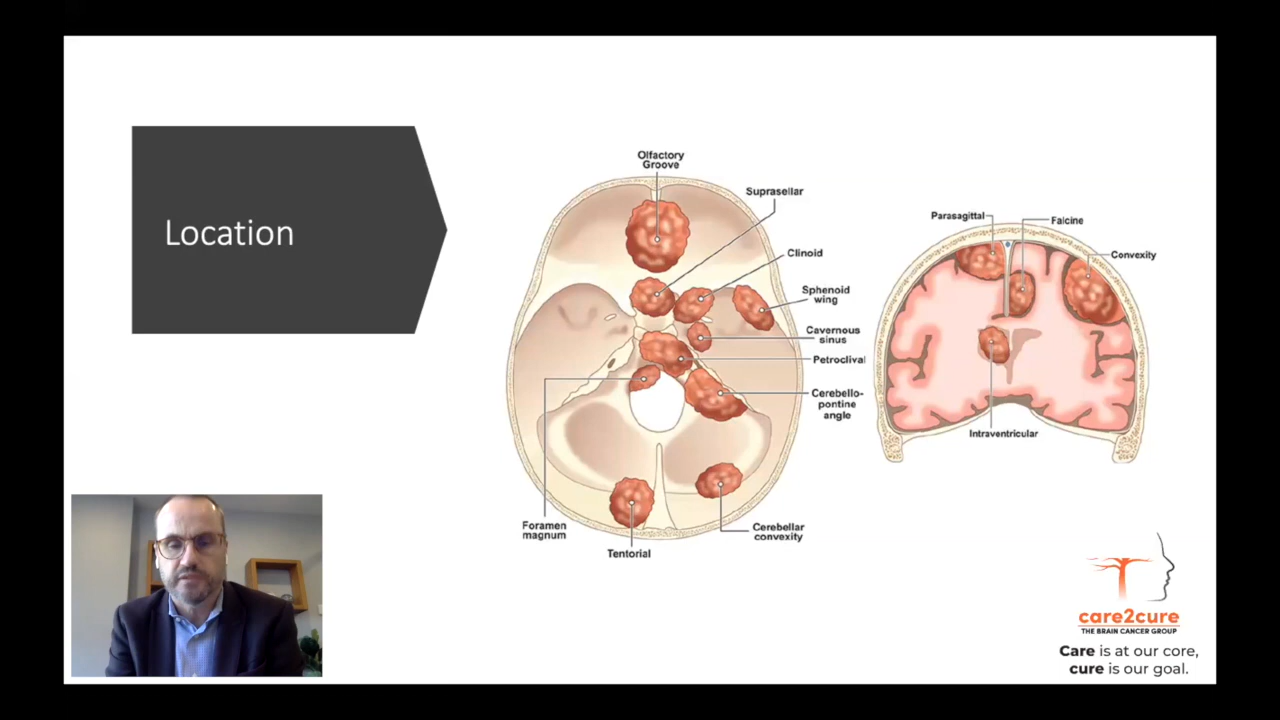 Location
Olfactory
Groove
Suprasellar
Clinoid
Sphenoid
wing
Cavernous
sinus
Petroclival
Cerebello-
pontine
angle
Foramen
magnum
Tentorial
Cerebellar
convexity
Parasagittal
Falcine
Convexity
Intraventricular
care2cure
THE BRAIN CANCER GROUP
Care is at our core,
cure is our goal.